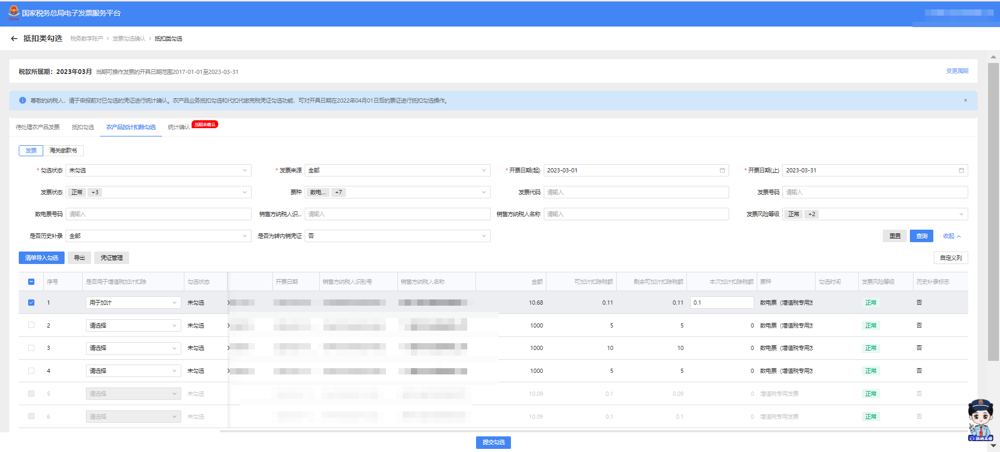 国家税务总局电子发票服务平台
抵扣类勾选 税务数字账户 > 发票勾选确认 > 抵扣类勾选
税款所属期：2023年03月 当期可操作发票的开具日期范围2017-01-01至2023-03-31 变更属期
尊敬的纳税人，请于申报前对已勾选的凭证进行统计确认。农产品业务抵扣勾选和代扣代缴完税凭证勾选功能，可对开具日期在2022年04月01日后的票证进行抵扣勾选操作。 ×
待处理农产品发票 抵扣勾选 农产品加计扣除勾选 统计确认 当期未确认
发票 海关缴款书
* 勾选状态 未勾选 * 发票来源 全部 * 开票日期(起) 2023-03-01 * 开票日期(止) 2023-03-31
发票状态 正常 +3 票种 数电... +7 发票代码 请输入 发票号码 请输入
数电票号码 请输入 销售方纳税人识... 请输入 销售方纳税人名称 请输入 发票风险等级 正常 +2
是否历史补录 全部 是否为转内销凭证 否 重置 查询 收起
清单导入勾选 导出 凭证管理 自定义列
序号 是否用于增值税加计扣除 勾选状态 开票日期 销售方纳税人识别号 销售方纳税人名称 金额 可加计扣除税额 剩余可加计扣除税额 本次加计扣除税额 票种 勾选时间 发票风险等级 历史补录标志
1 用于加计 未勾选 10.68 0.11 0.11 0.1 数电票（增值税专用发 正常 否
2 请选择 未勾选 1000 5 5 0 数电票（增值税专用发 正常 否
3 请选择 未勾选 1000 10 10 0 数电票（增值税专用发 正常 否
4 请选择 未勾选 1000 5 5 0 数电票（增值税专用发 正常 否
5 请选择 未勾选 10.09 0.1 0.09 0 增值税专用发票 正常 否
6 请选择 未勾选 10.09 0.1 0.1 0 增值税专用发票 正常 否
提交勾选